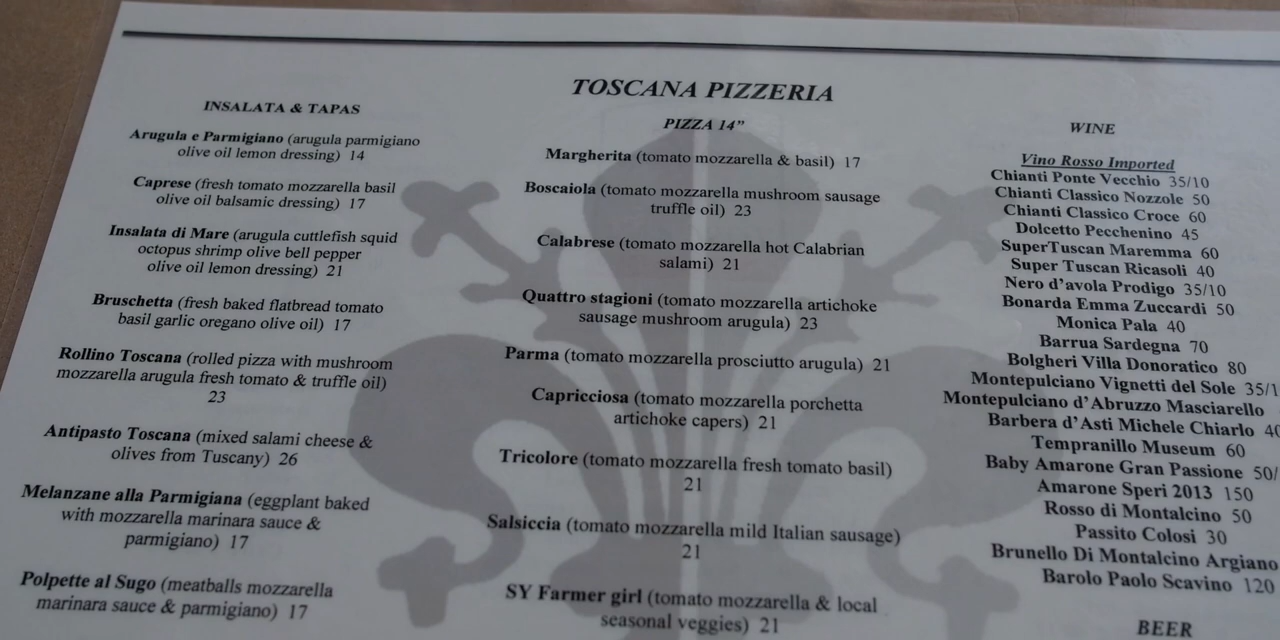 TOSCANA PIZZERIA
INSALATA & TAPAS
Arugula e Parmigiano (arugula parmigiano
olive oil lemon dressing) 14
Caprese (fresh tomato mozzarella basil
olive oil balsamic dressing) 17
Insalata di Mare (arugula cuttlefish squid
octopus shrimp olive bell pepper
olive oil lemon dressing) 21
Bruschetta (fresh baked flatbread tomato
basil garlic oregano olive oil) 17
Rollino Toscana (rolled pizza with mushroom
mozzarella arugula fresh tomato & truffle oil)
23
Antipasto Toscana (mixed salami cheese &
olives from Tuscany) 26
Melanzane alla Parmigiana (eggplant baked
with mozzarella marinara sauce &
parmigiano) 17
Polpette al Sugo (meatballs mozzarella
marinara sauce & parmigiano) 17
PIZZA 14”
Margherita (tomato mozzarella & basil) 17
Boscaiola (tomato mozzarella mushroom sausage
truffle oil) 23
Calabrese (tomato mozzarella hot Calabrian
salami) 21
Quattro stagioni (tomato mozzarella artichoke
sausage mushroom arugula) 23
Parma (tomato mozzarella prosciutto arugula) 21
Capricciosa (tomato mozzarella porchetta
artichoke capers) 21
Tricolore (tomato mozzarella fresh tomato basil)
21
Salsiccia (tomato mozzarella mild Italian sausage)
21
SY Farmer girl (tomato mozzarella & local
seasonal veggies) 21
WINE
Vino Rosso Imported
Chianti Ponte Vecchio 35/10
Chianti Classico Nozzole 50
Chianti Classico Croce 60
Dolcetto Pecchenino 45
SuperTuscan Maremma 60
Super Tuscan Ricasoli 40
Nero d’avola Prodigo 35/10
Bonarda Emma Zuccardi 50
Monica Pala 40
Barrua Sardegna 70
Bolgheri Villa Donoratico 80
Montepulciano Vignetti del Sole 35/1
Montepulciano d’Abruzzo Masciarello
Barbera d’Asti Michele Chiarlo 40
Tempranillo Museum 60
Baby Amarone Gran Passione 50/
Amarone Speri 2013 150
Rosso di Montalcino 50
Passito Colosi 30
Brunello Di Montalcino Argiano
Barolo Paolo Scavino 120
BEER